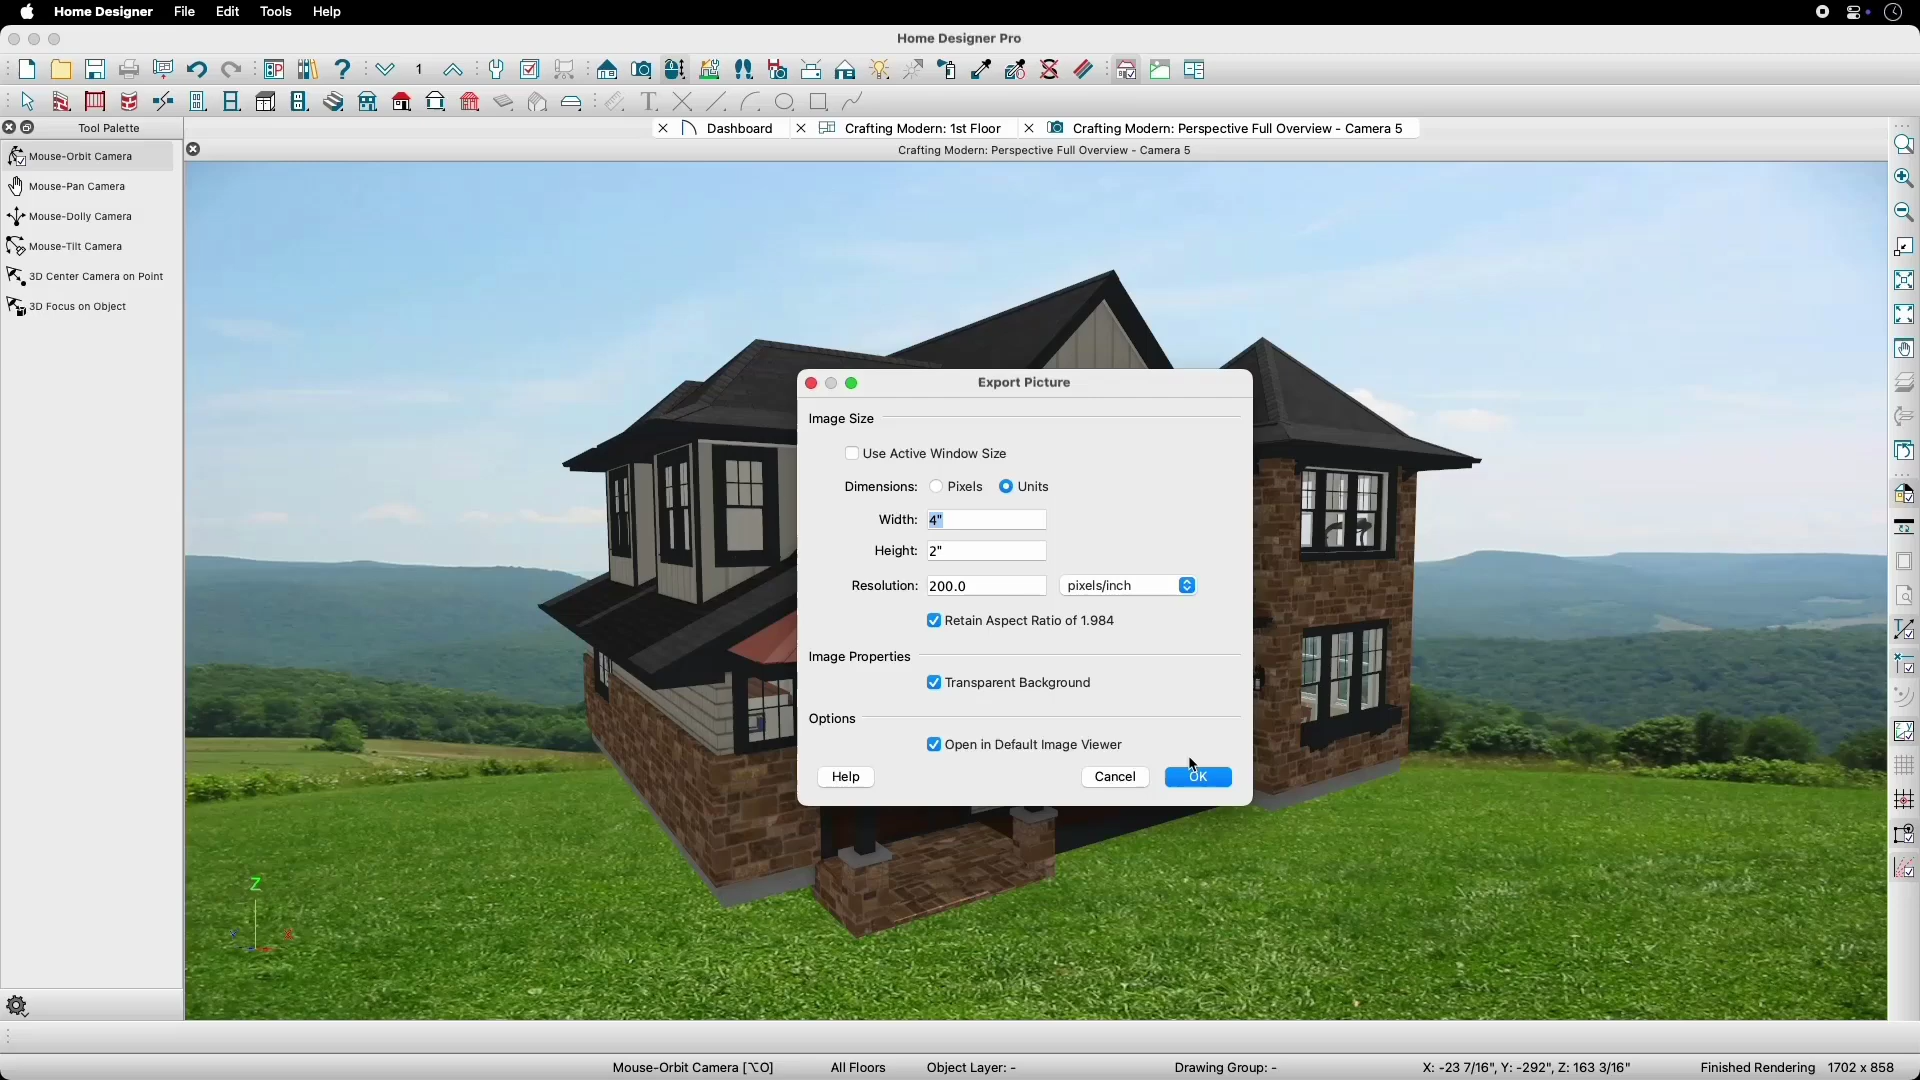 Home Designer File Edit Tools Help
Home Designer Pro
1
Tool Palette
Dashboard
Crafting Modern: 1st Floor
Crafting Modern: Perspective Full Overview - Camera 5
Crafting Modern: Perspective Full Overview - Camera 5
Mouse-Orbit Camera
Mouse-Pan Camera
Mouse-Dolly Camera
Mouse-Tilt Camera
3D Center Camera on Point
3D Focus on Object
Export Picture
Image Size
Use Active Window Size
Dimensions: Pixels Units
Width: 4"
Height: 2"
Resolution: 200.0 pixels/inch
Retain Aspect Ratio of 1.984
Image Properties
Transparent Background
Options
Open in Default Image Viewer
Help Cancel OK
Z
Mouse-Orbit Camera [⌥O] All Floors Object Layer: - Drawing Group: - X: -23 7/16", Y: -292", Z: 163 3/16" Finished Rendering 1702 x 858